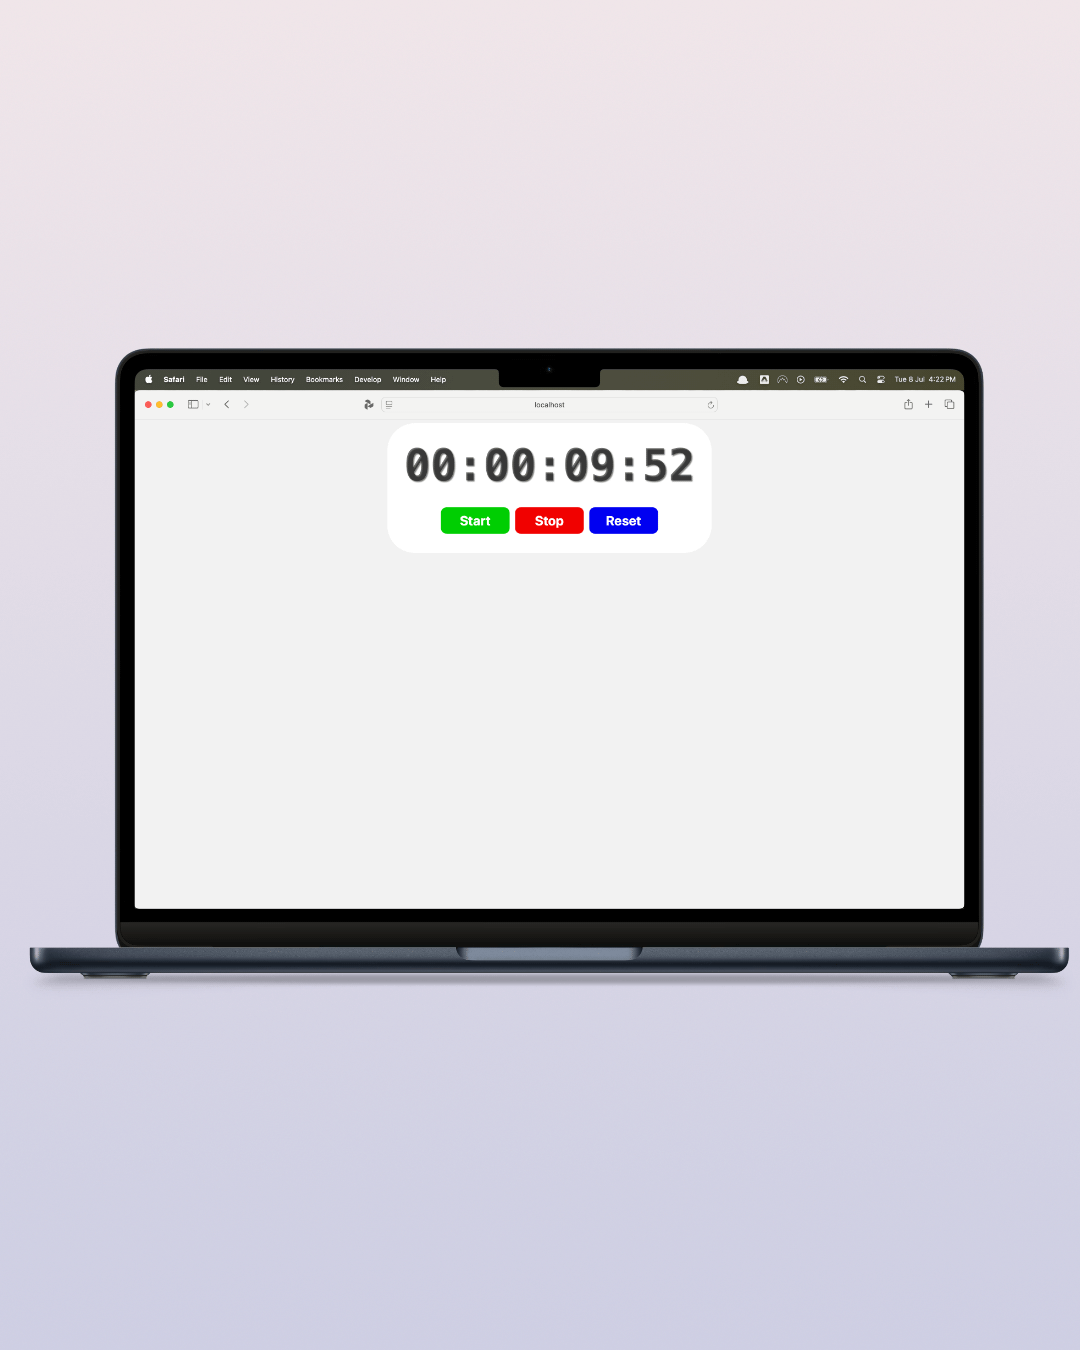 Safari File Edit View History Bookmarks Develop Window Help
Tue 8 Jul 4:22 PM
localhost
00:00:09:52
Start Stop Reset